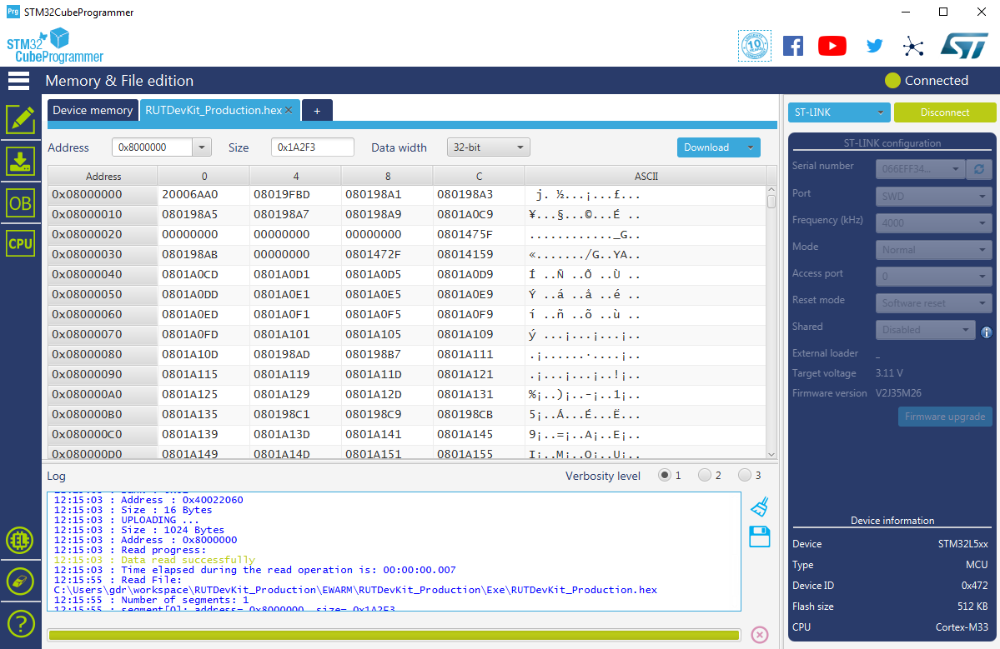 Prg STM32CubeProgrammer
STM32
CubeProgrammer
10
Memory & File edition
Connected
Device memory
RUTDevKit_Production.hex ×
+
Address 0x8000000 Size 0x1A2F3 Data width 32-bit Download
Address 0 4 8 C ASCII
0x08000000 20006AA0 08019FBD 080198A1 080198A3 j. ½...¡...£...
0x08000010 080198A5 080198A7 080198A9 0801A0C9 ¥...§...©...É ..
0x08000020 00000000 00000000 00000000 0801475F ............_G..
0x08000030 080198AB 00000000 0801472F 08014159 «......./G..YA..
0x08000040 0801A0CD 0801A0D1 0801A0D5 0801A0D9 Í ..Ñ ..Õ ..Ù ..
0x08000050 0801A0DD 0801A0E1 0801A0E5 0801A0E9 Ý ..á ..å ..é ..
0x08000060 0801A0ED 0801A0F1 0801A0F5 0801A0F9 í ..ñ ..õ ..ù ..
0x08000070 0801A0FD 0801A101 0801A105 0801A109 ý ...¡...¡...¡..
0x08000080 0801A10D 080198AD 080198B7 0801A111 .¡......·....¡..
0x08000090 0801A115 0801A119 0801A11D 0801A121 .¡...¡...¡..!¡..
0x080000A0 0801A125 0801A129 0801A12D 0801A131 %¡..)¡..-¡..1¡..
0x080000B0 0801A135 080198C1 080198C9 080198CB 5¡..Á...É...Ë...
0x080000C0 0801A139 0801A13D 0801A141 0801A145 9¡..=¡..A¡..E¡..
0x080000D0 0801A149 0801A14D 0801A151 0801A155 I¡..M¡..Q¡..U¡..
Log Verbosity level 1 2 3
12:15:03 : Address : 0x40022060
12:15:03 : Size : 16 Bytes
12:15:03 : UPLOADING ...
12:15:03 : Size : 1024 Bytes
12:15:03 : Address : 0x8000000
12:15:03 : Read progress:
12:15:03 : Data read successfully
12:15:03 : Time elapsed during the read operation is: 00:00:00.007
12:15:55 : Read File:
C:\Users\gdr\workspace\RUTDevKit_Production\EWARM\RUTDevKit_Production\Exe\RUTDevKit_Production.hex
12:15:55 : Number of segments: 1
12:15:55 : segment[0]: address= 0x8000000, size= 0x1A2F3
OB
CPU
?
ST-LINK Disconnect
ST-LINK configuration
Serial number 066EFF34...
Port SWD
Frequency (kHz) 4000
Mode Normal
Access port 0
Reset mode Software reset
Shared Disabled
External loader _
Target voltage 3.11 V
Firmware version V2J35M26
Firmware upgrade
Device information
Device STM32L5xx
Type MCU
Device ID 0x472
Flash size 512 KB
CPU Cortex-M33